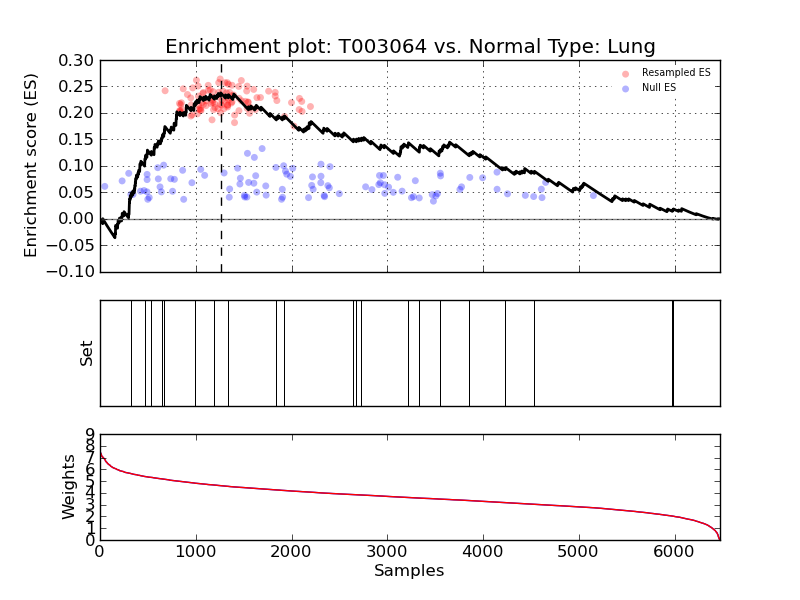 Enrichment plot: T003064 vs. Normal Type: Lung
Enrichment score (ES)
0.30
0.25
0.20
0.15
0.10
0.05
0.00
−0.05
−0.10
Resampled ES
Null ES
Set
Weights
9
8
7
6
5
4
3
2
1
0
0 1000 2000 3000 4000 5000 6000
Samples